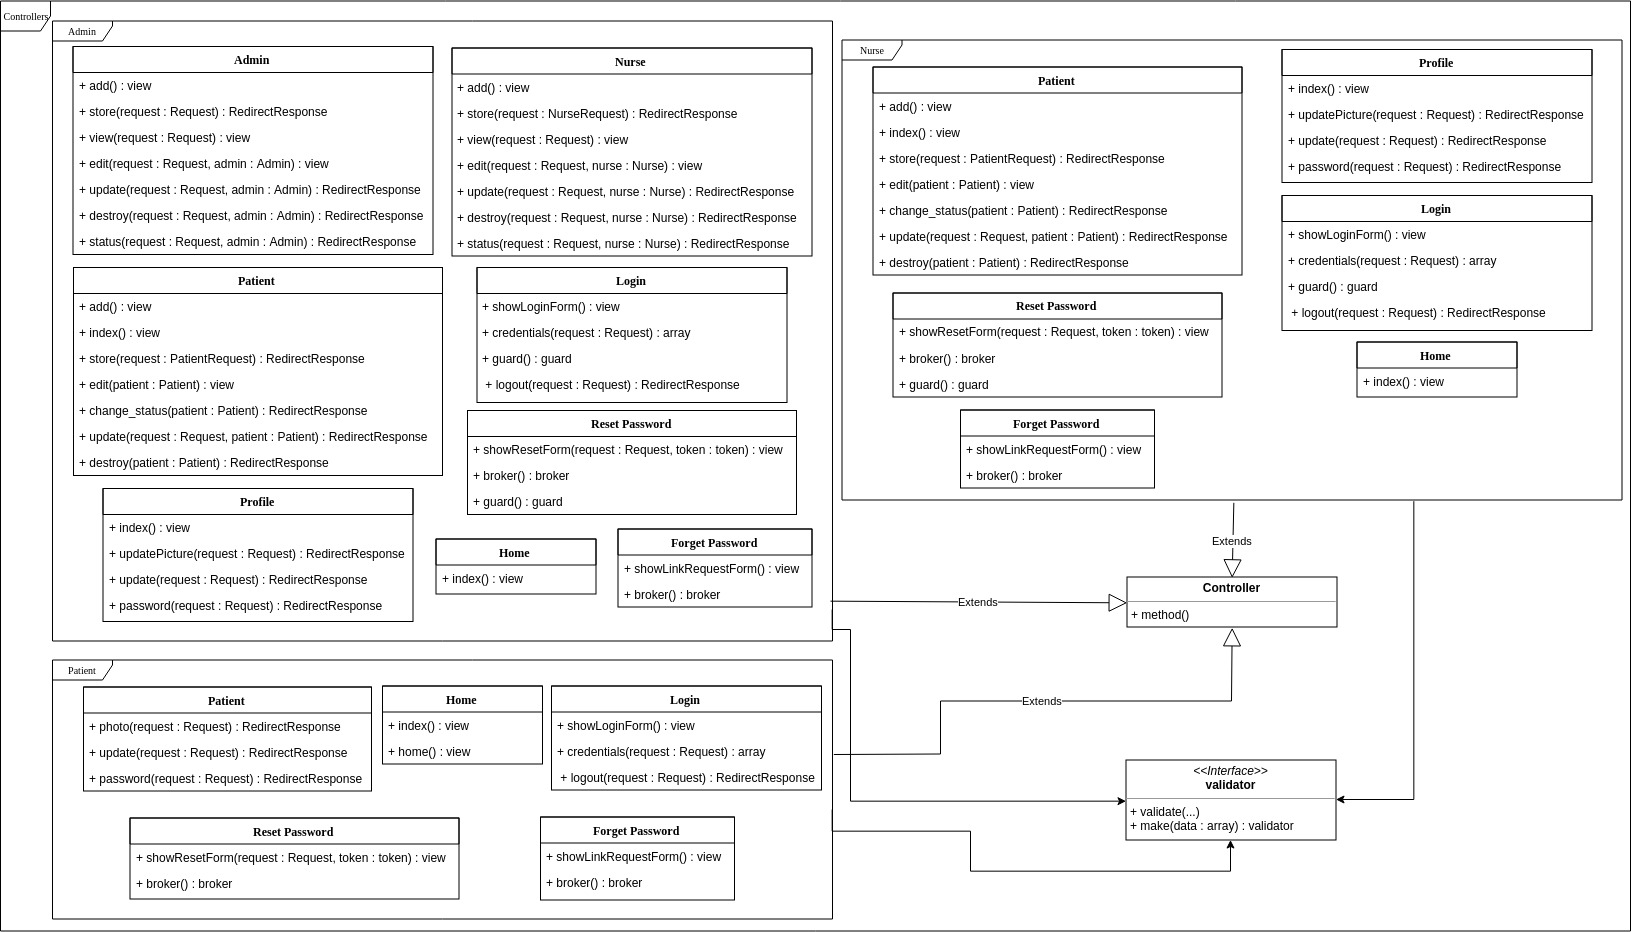 Controllers
Admin
Admin
+ add() : view
+ store(request : Request) : RedirectResponse
+ view(request : Request) : view
+ edit(request : Request, admin : Admin) : view
+ update(request : Request, admin : Admin) : RedirectResponse
+ destroy(request : Request, admin : Admin) : RedirectResponse
+ status(request : Request, admin : Admin) : RedirectResponse
Nurse
+ add() : view
+ store(request : NurseRequest) : RedirectResponse
+ view(request : Request) : view
+ edit(request : Request, nurse : Nurse) : view
+ update(request : Request, nurse : Nurse) : RedirectResponse
+ destroy(request : Request, nurse : Nurse) : RedirectResponse
+ status(request : Request, nurse : Nurse) : RedirectResponse
Patient
+ add() : view
+ index() : view
+ store(request : PatientRequest) : RedirectResponse
+ edit(patient : Patient) : view
+ change_status(patient : Patient) : RedirectResponse
+ update(request : Request, patient : Patient) : RedirectResponse
+ destroy(patient : Patient) : RedirectResponse
Login
+ showLoginForm() : view
+ credentials(request : Request) : array
+ guard() : guard
+ logout(request : Request) : RedirectResponse
Reset Password
+ showResetForm(request : Request, token : token) : view
+ broker() : broker
+ guard() : guard
Profile
+ index() : view
+ updatePicture(request : Request) : RedirectResponse
+ update(request : Request) : RedirectResponse
+ password(request : Request) : RedirectResponse
Home
+ index() : view
Forget Password
+ showLinkRequestForm() : view
+ broker() : broker
Nurse
Patient
+ add() : view
+ index() : view
+ store(request : PatientRequest) : RedirectResponse
+ edit(patient : Patient) : view
+ change_status(patient : Patient) : RedirectResponse
+ update(request : Request, patient : Patient) : RedirectResponse
+ destroy(patient : Patient) : RedirectResponse
Profile
+ index() : view
+ updatePicture(request : Request) : RedirectResponse
+ update(request : Request) : RedirectResponse
+ password(request : Request) : RedirectResponse
Login
+ showLoginForm() : view
+ credentials(request : Request) : array
+ guard() : guard
+ logout(request : Request) : RedirectResponse
Reset Password
+ showResetForm(request : Request, token : token) : view
+ broker() : broker
+ guard() : guard
Home
+ index() : view
Forget Password
+ showLinkRequestForm() : view
+ broker() : broker
Extends
Extends
Controller
+ method()
Extends
Patient
Patient
+ photo(request : Request) : RedirectResponse
+ update(request : Request) : RedirectResponse
+ password(request : Request) : RedirectResponse
Home
+ index() : view
+ home() : view
Login
+ showLoginForm() : view
+ credentials(request : Request) : array
+ logout(request : Request) : RedirectResponse
Reset Password
+ showResetForm(request : Request, token : token) : view
+ broker() : broker
Forget Password
+ showLinkRequestForm() : view
+ broker() : broker
<<Interface>>
validator
+ validate(...)
+ make(data : array) : validator